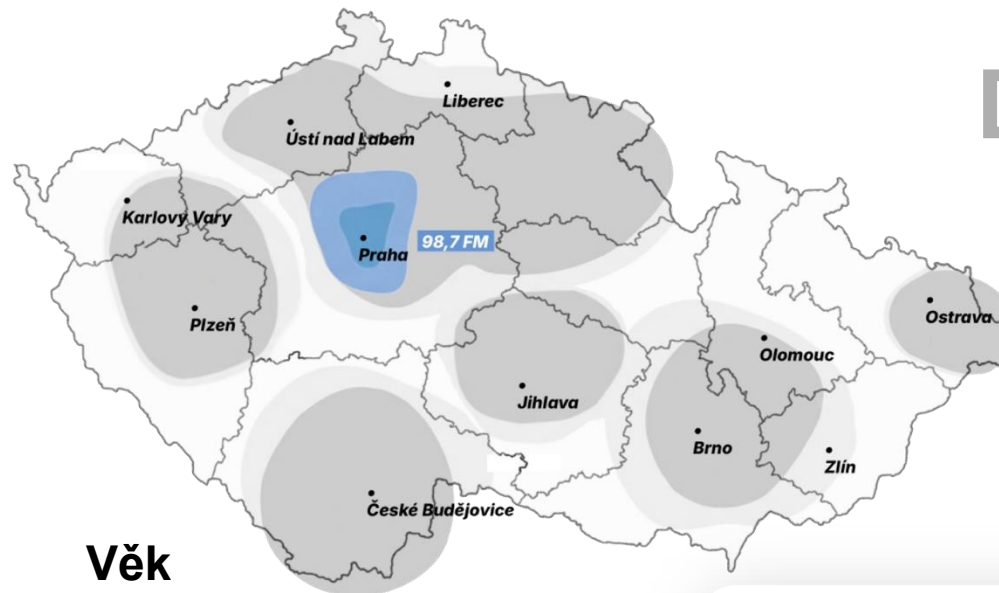 Liberec
Ústí nad Labem
Karlovy Vary
Praha
98,7 FM
Plzeň
Ostrava
Olomouc
Jihlava
Brno
Zlín
České Budějovice
Věk